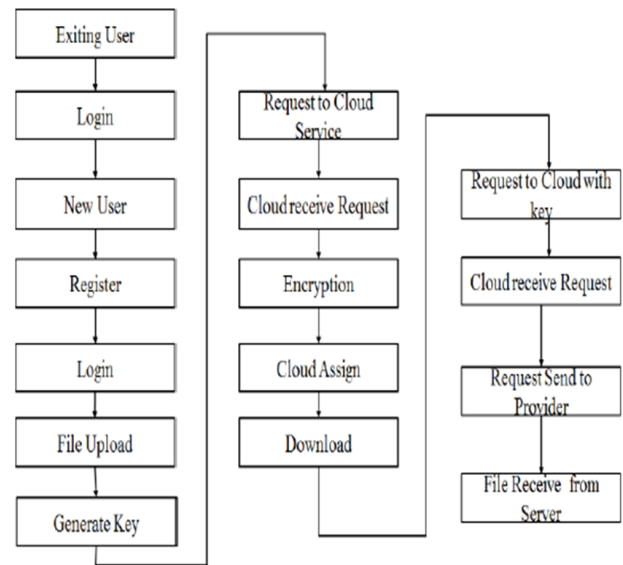 Exiting User
Login
New User
Register
Login
File Upload
Generate Key
Request to Cloud
Service
Cloud receive Request
Encryption
Cloud Assign
Download
Request to Cloud with
key
Cloud receive Request
Request Send to
Provider
File Receive from
Server